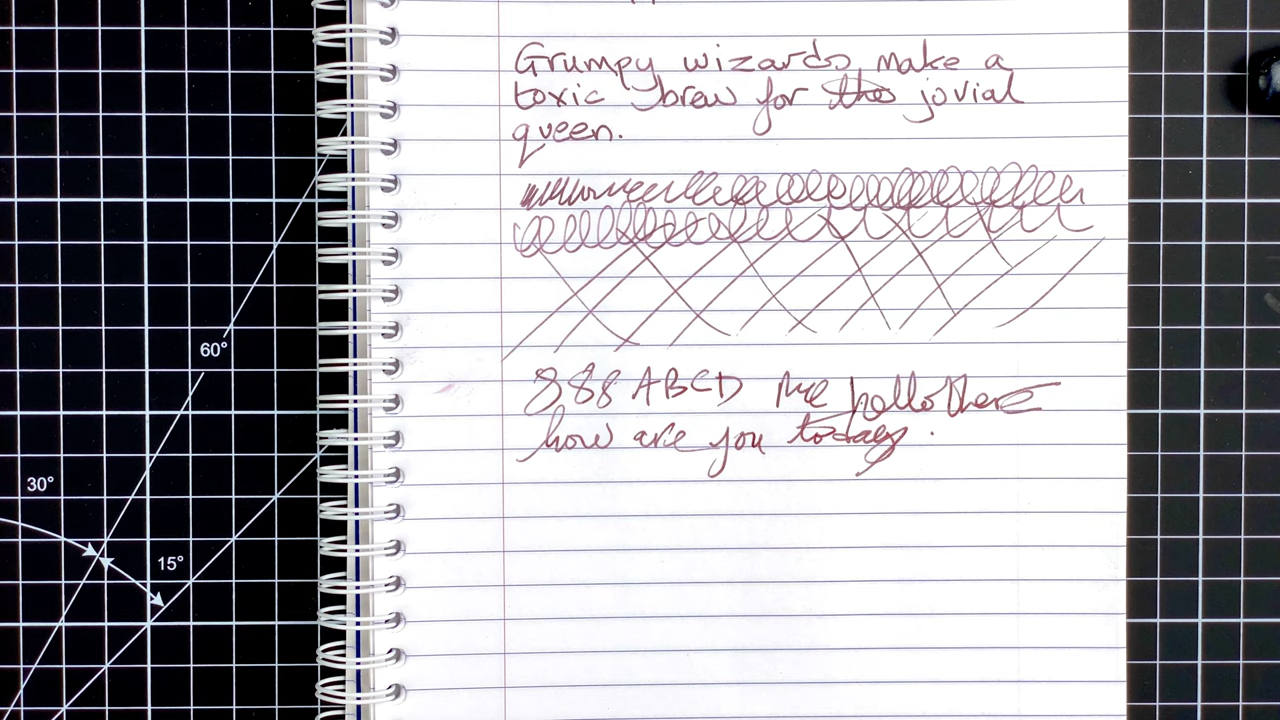 Grumpy wizards make a
toxic brew for the jovial
queen.
888 ABCD me hello there
how are you today.
60°
30°
15°